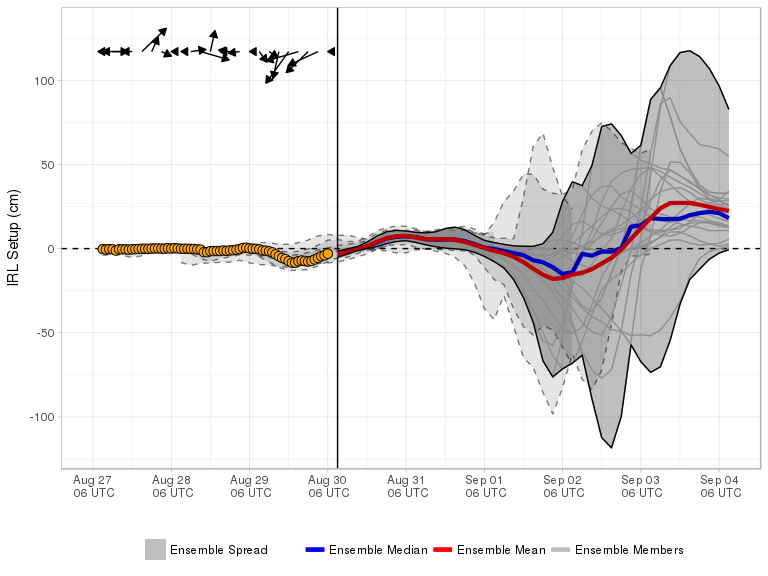 IRL Setup (cm)
100
50
0
-50
-100
Aug 27 Aug 28 Aug 29 Aug 30 Aug 31 Sep 01 Sep 02 Sep 03 Sep 04
06 UTC 06 UTC 06 UTC 06 UTC 06 UTC 06 UTC 06 UTC 06 UTC 06 UTC
Ensemble Spread Ensemble Median Ensemble Mean Ensemble Members